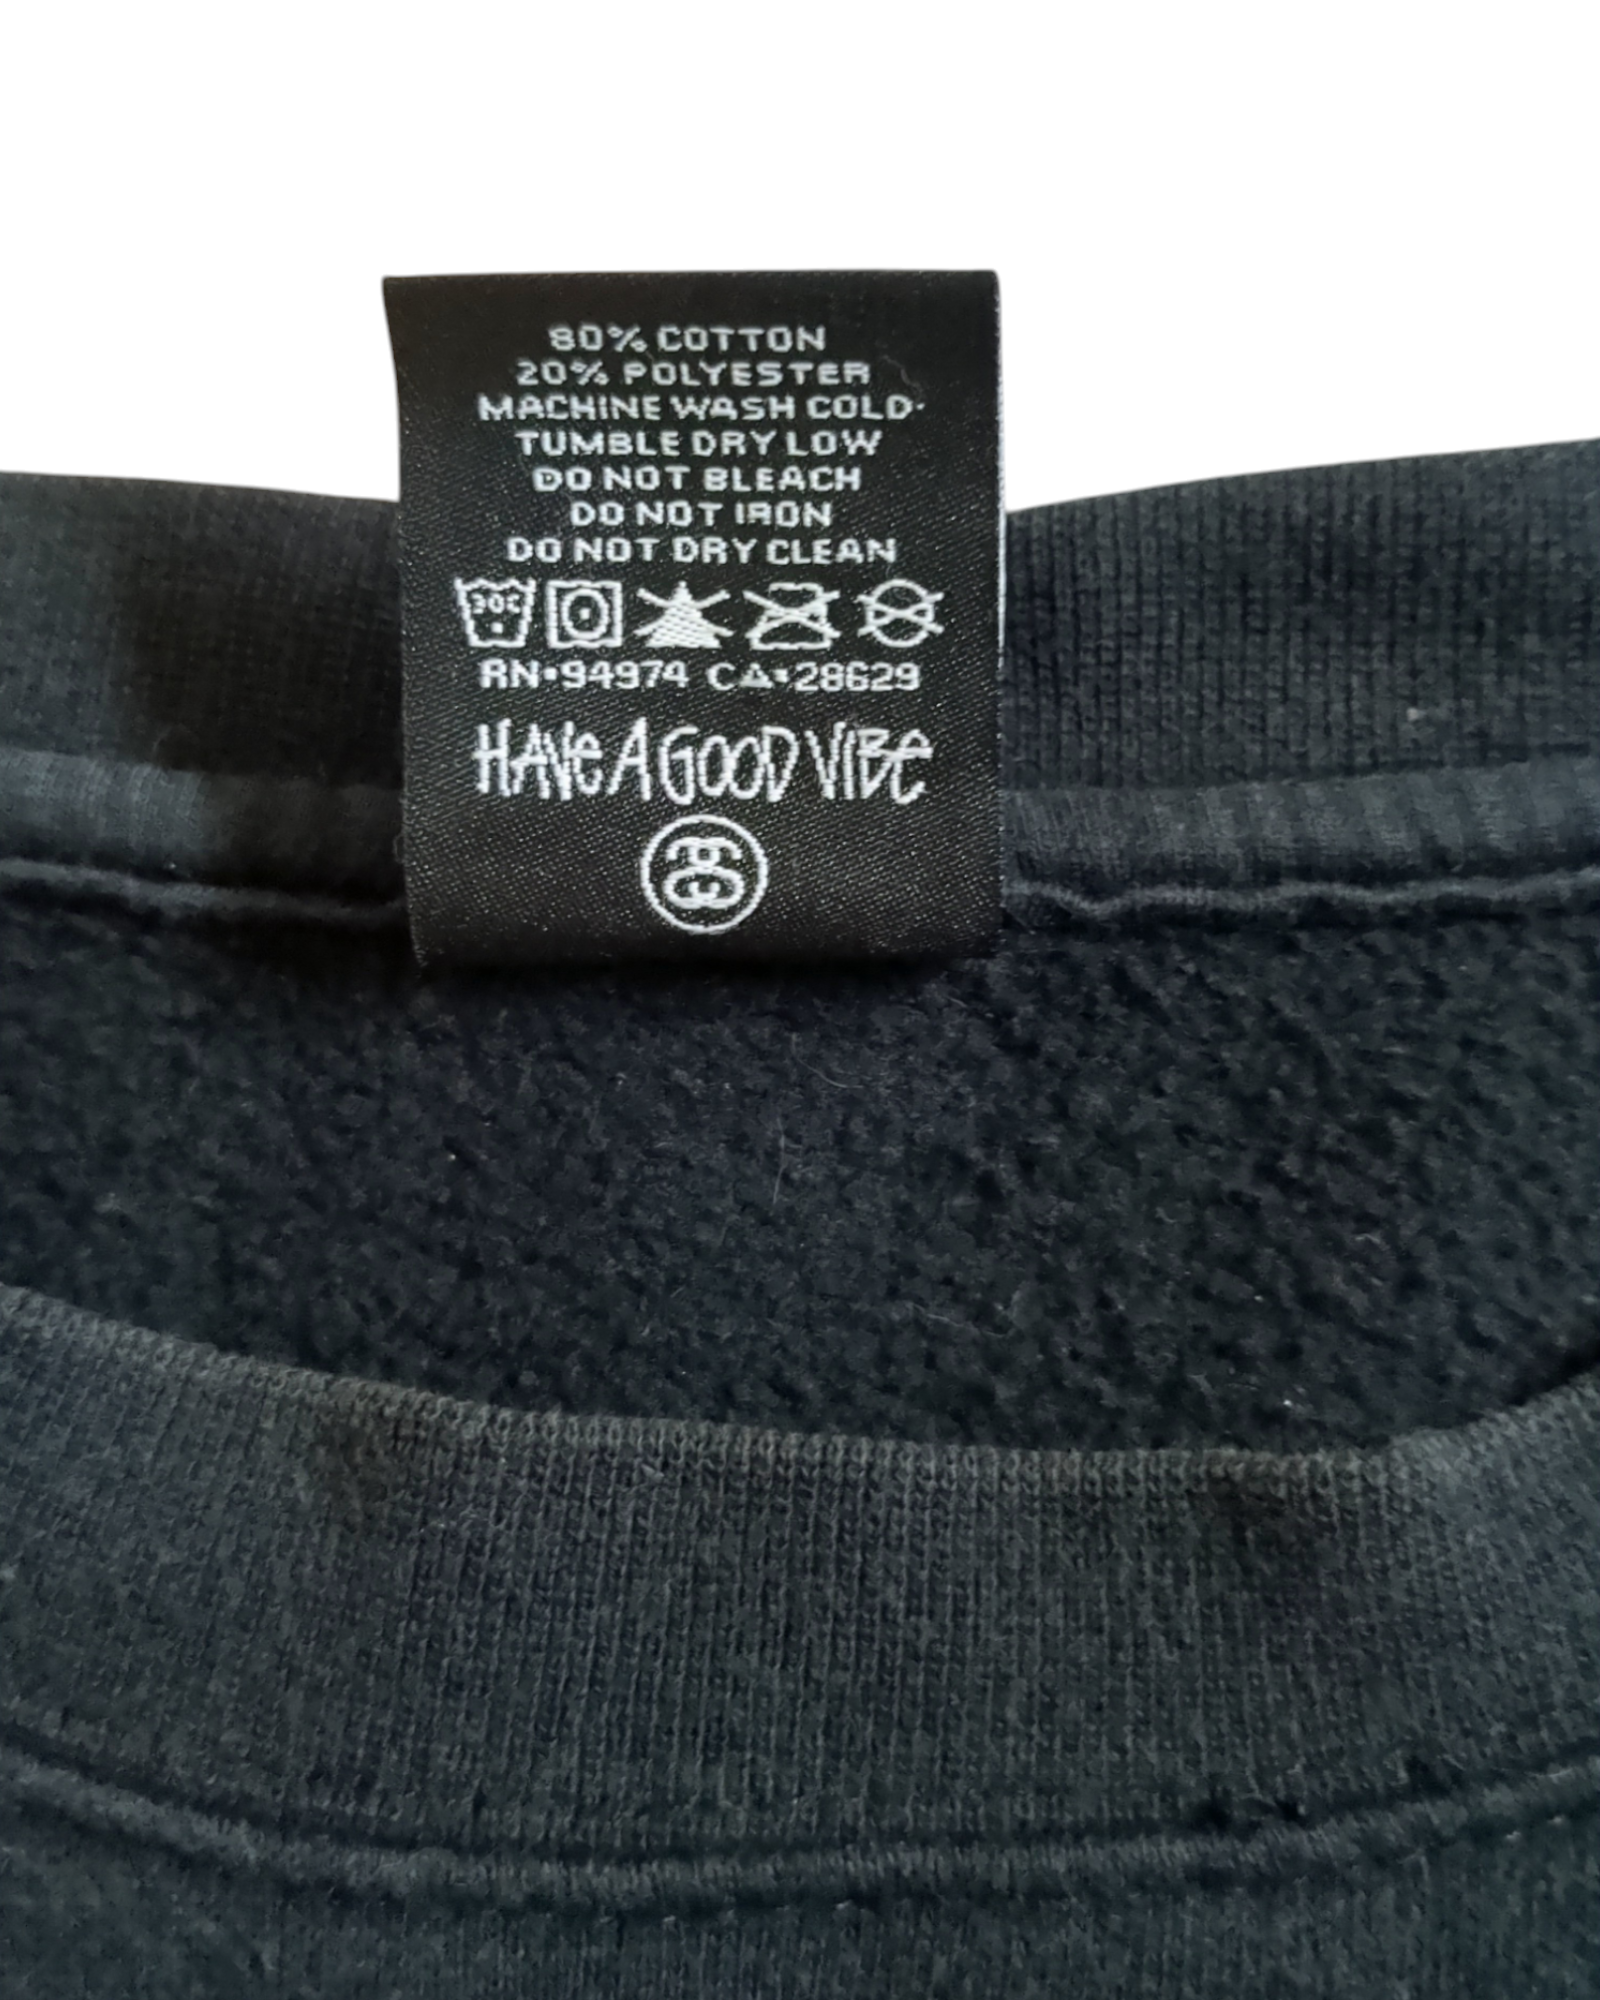 80% COTTON
20% POLYESTER
MACHINE WASH COLD
TUMBLE DRY LOW
DO NOT BLEACH
DO NOT IRON
DO NOT DRY CLEAN
30C
RN•94974 CA•28629
HAVE A GOOD VIBE